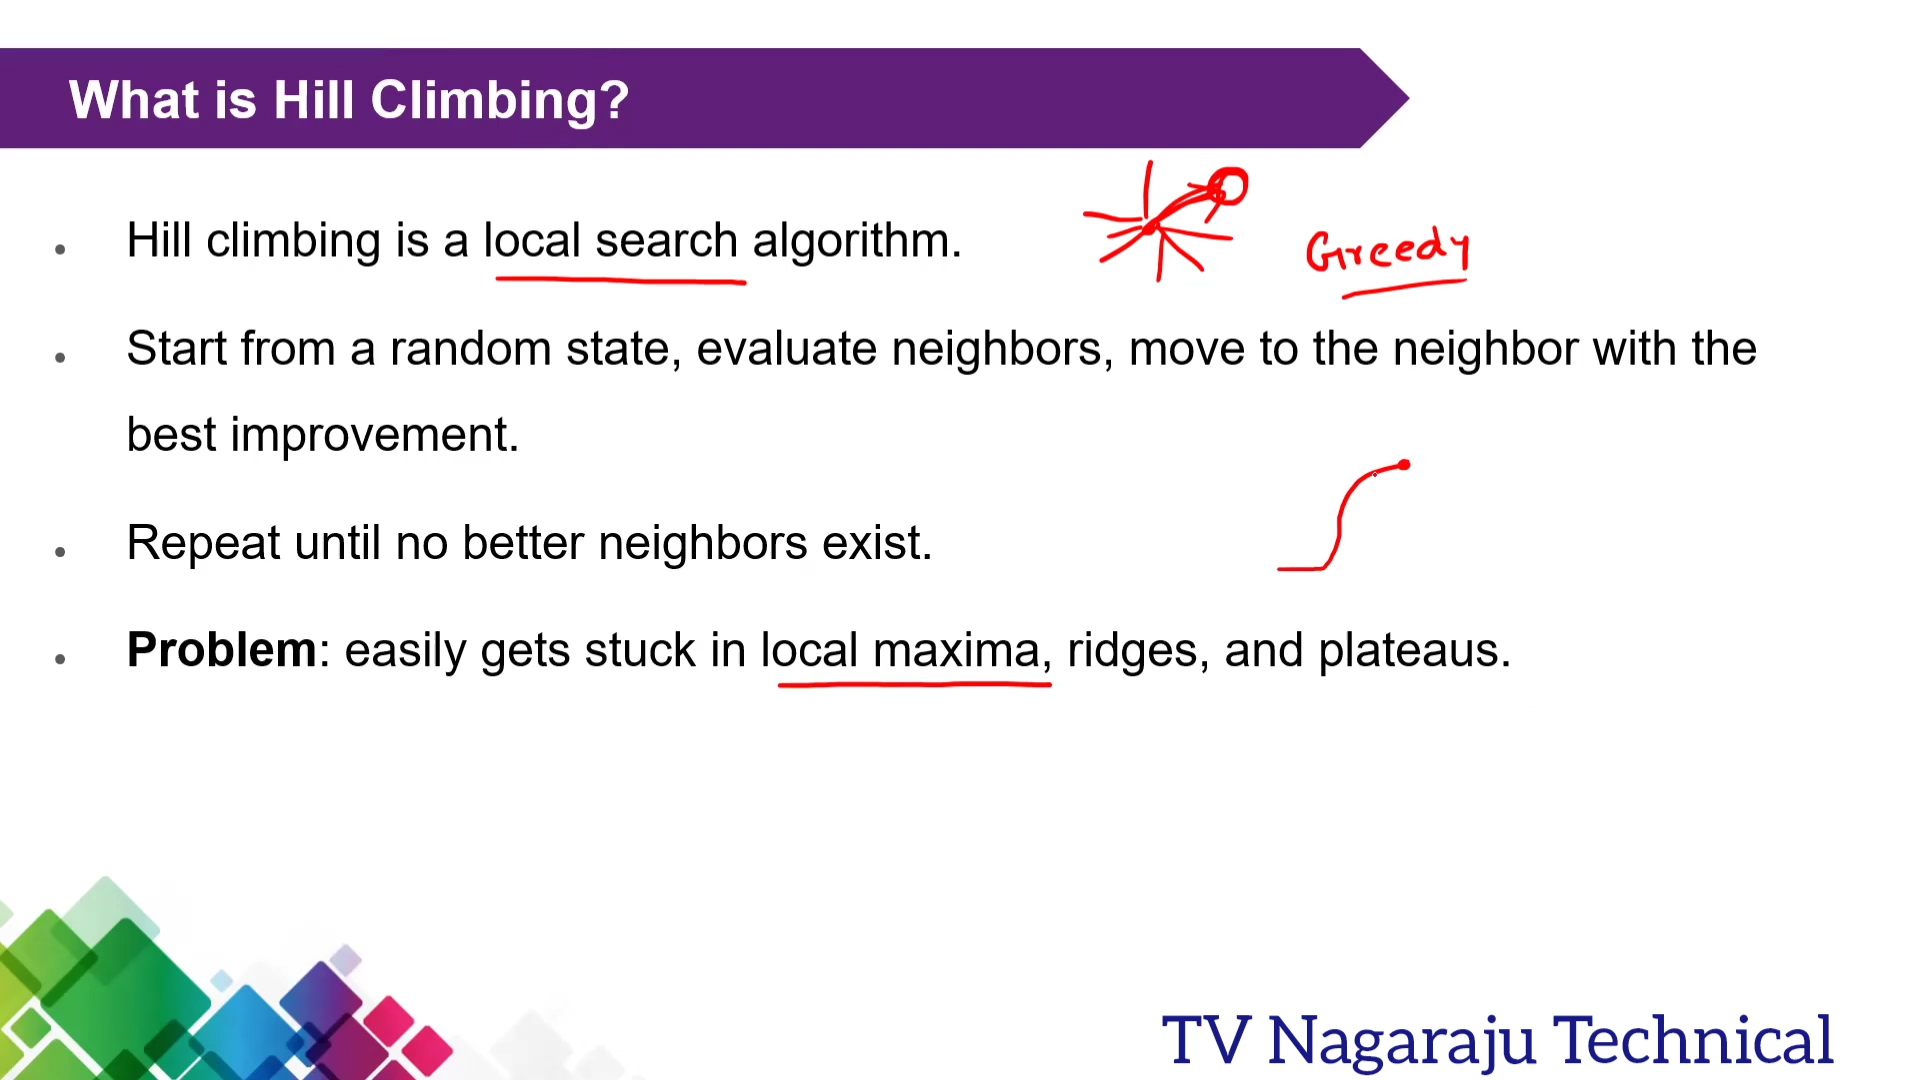 What is Hill Climbing?
• Hill climbing is a local search algorithm.
Greedy
• Start from a random state, evaluate neighbors, move to the neighbor with the
best improvement.
• Repeat until no better neighbors exist.
• Problem: easily gets stuck in local maxima, ridges, and plateaus.
TV Nagaraju Technical